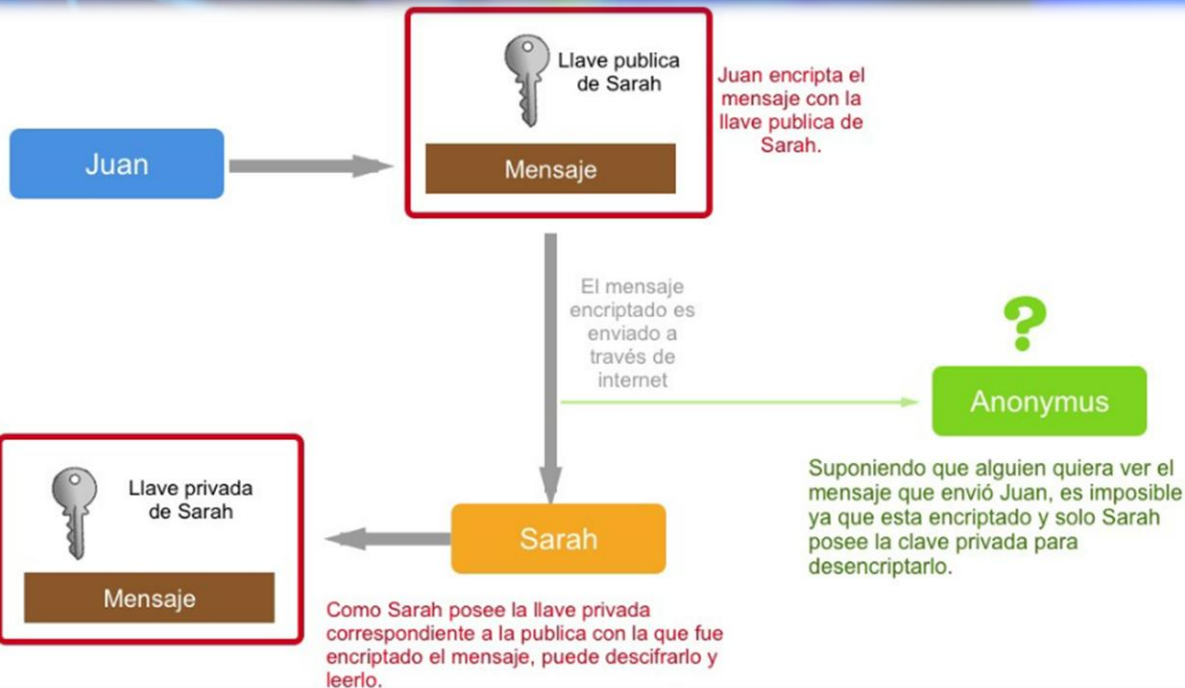 Llave publica
de Sarah
Juan encripta el
mensaje con la
llave publica de
Sarah.
Juan
Mensaje
El mensaje
encriptado es
enviado a
través de
internet
?
Anonymus
Suponiendo que alguien quiera ver el
mensaje que envió Juan, es imposible
ya que esta encriptado y solo Sarah
posee la clave privada para
desencriptarlo.
Llave privada
de Sarah
Sarah
Mensaje
Como Sarah posee la llave privada
correspondiente a la publica con la que fue
encriptado el mensaje, puede descifrarlo y
leerlo.